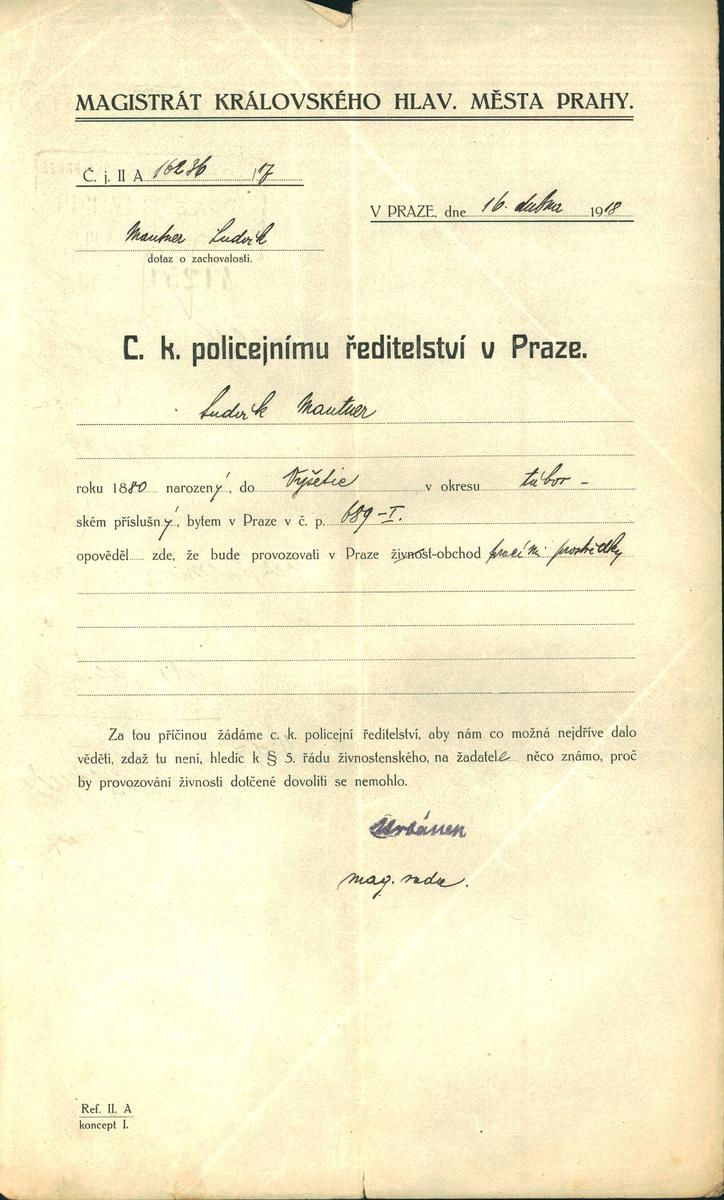 MAGISTRÁT KRÁLOVSKÉHO HLAV. MĚSTA PRAHY.
Č. j. II A 16236 /17
V PRAZE, dne 16. dubna 1918
Mautner Ludvík
dotaz o zachovalosti.
C. k. policejnímu ředitelství v Praze.
Ludvík Mautner
roku 1880 narozený, do Vyšetic v okresu tábor-
ském příslušný, bytem v Praze v č. p. 689-I.
opověděl zde, že bude provozovati v Praze živnost-obchod pracími prostředky
Za tou příčinou žádáme c. k. policejní ředitelství, aby nám co možná nejdříve dalo
věděti, zdaž tu není, hledíc k § 5. řádu živnostenského, na žadatele něco známo, proč
by provozování živnosti dotčené dovoliti se nemohlo.
Urbánek
mag. rada.
Ref. II. A
koncept I.